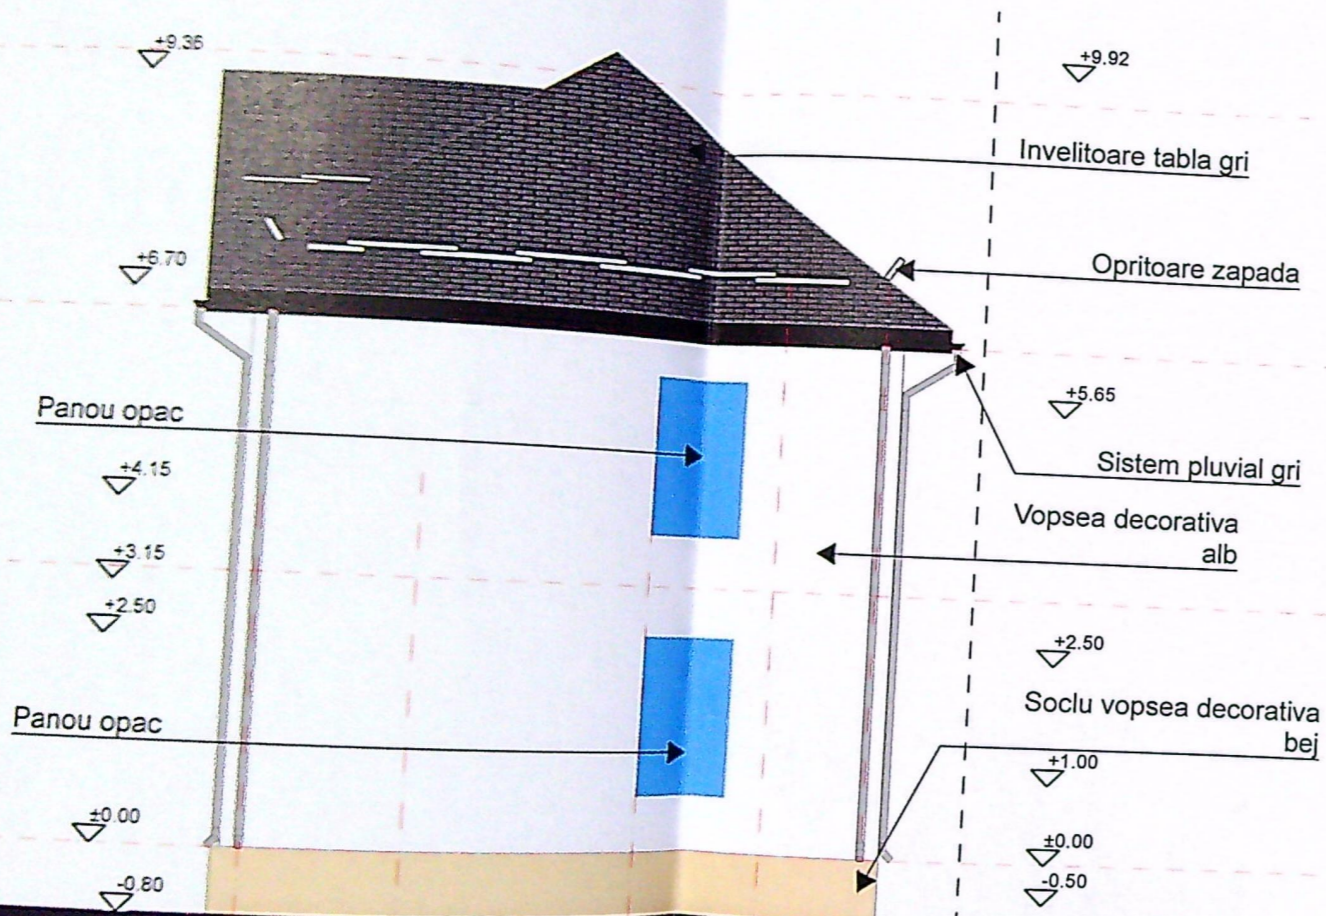 +9.36
+9.92
Invelitoare tabla gri
+6.70
Opritoare zapada
Panou opac
+5.65
+4.15
Sistem pluvial gri
Vopsea decorativa
alb
+3.15
+2.50
+2.50
Panou opac
Soclu vopsea decorativa
bej
+1.00
±0.00
±0.00
-0.80
-0.50